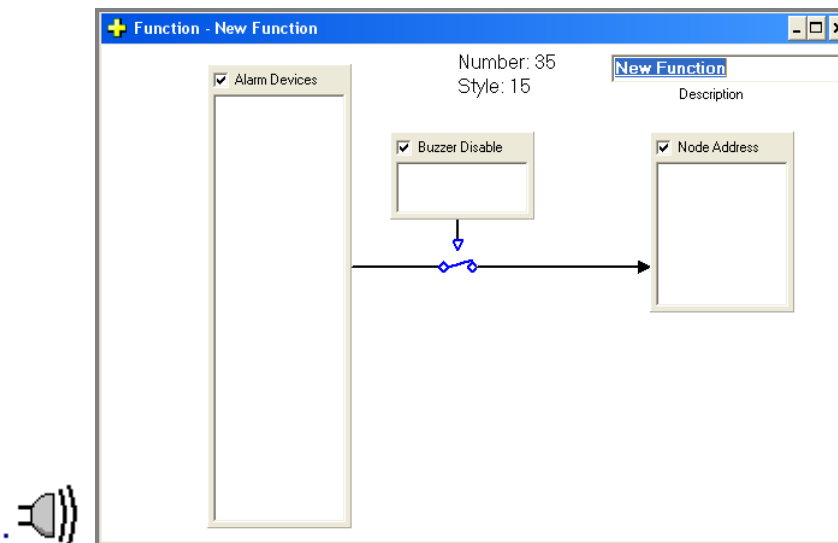 Function - New Function
Number: 35
Style: 15
New Function
Description
Alarm Devices
Buzzer Disable
Node Address